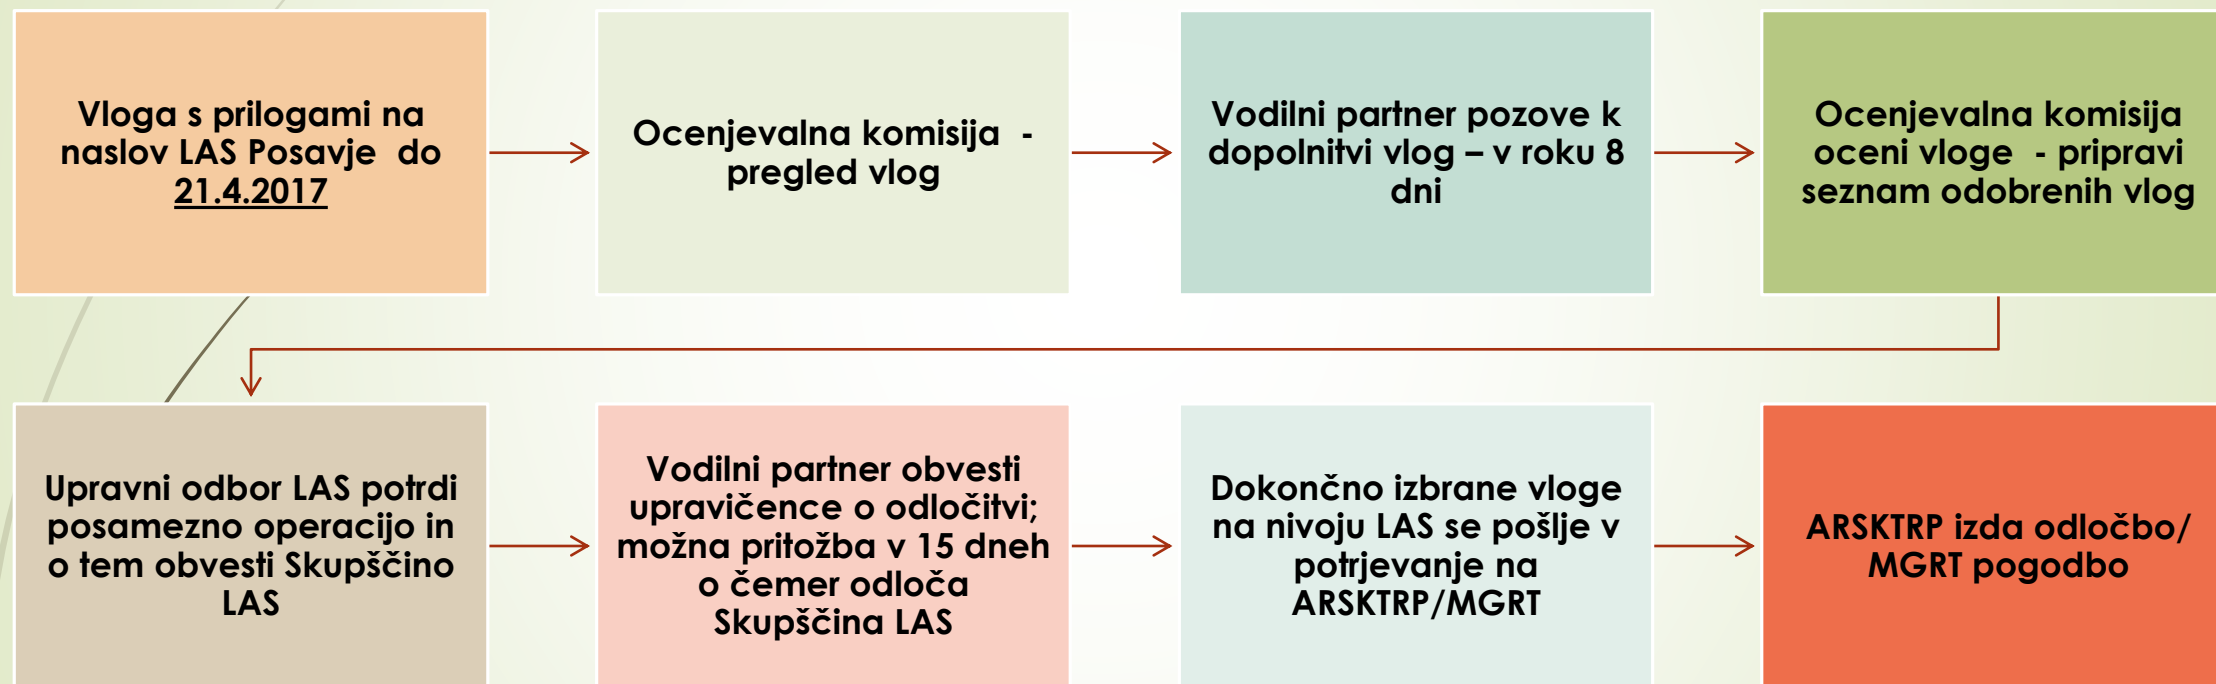 Vloga s prilogami na
naslov LAS Posavje  do
21.4.2017
Ocenjevalna komisija  -
pregled vlog
Vodilni partner pozove k
dopolnitvi vlog – v roku 8
dni
Ocenjevalna komisija
oceni vloge  - pripravi
seznam odobrenih vlog
Upravni odbor LAS potrdi
posamezno operacijo in
o tem obvesti Skupščino
LAS
Vodilni partner obvesti
upravičence o odločitvi;
možna pritožba v 15 dneh
o čemer odloča
Skupščina LAS
Dokončno izbrane vloge
na nivoju LAS se pošlje v
potrjevanje na
ARSKTRP/MGRT
ARSKTRP izda odločbo/
MGRT pogodbo